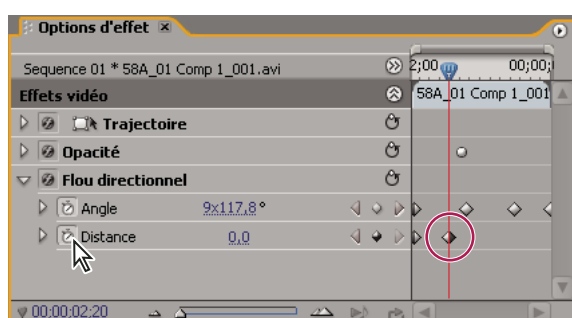 Options d'effet
Sequence 01 * 58A_01 Comp 1_001.avi
2;00
00;00;
Effets vidéo
58A_01 Comp 1_001
Trajectoire
Opacité
Flou directionnel
Angle 9x117,8°
Distance 0,0
00;00;02;20